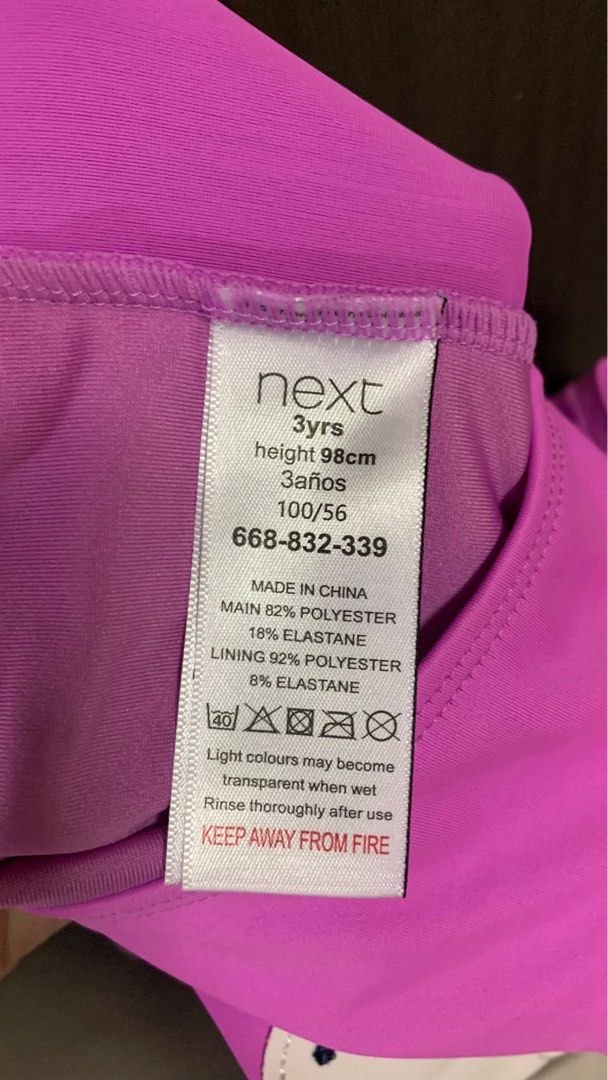 next
3yrs
height 98cm
3años
100/56
668-832-339
MADE IN CHINA
MAIN 82% POLYESTER
18% ELASTANE
LINING 92% POLYESTER
8% ELASTANE
40
Light colours may become
transparent when wet
Rinse thoroughly after use
KEEP AWAY FROM FIRE